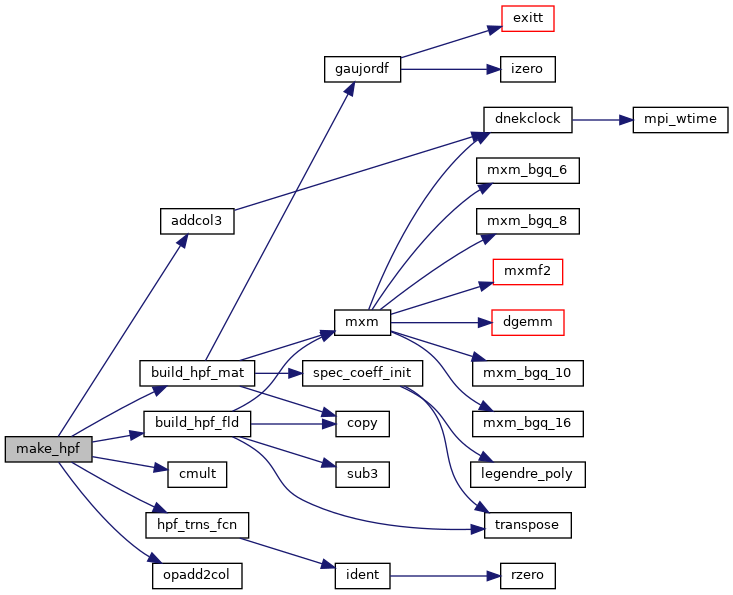 exitt
gaujordf
izero
dnekclock
mpi_wtime
mxm_bgq_6
addcol3
mxm_bgq_8
mxmf2
mxm
dgemm
build_hpf_mat
spec_coeff_init
mxm_bgq_10
build_hpf_fld
copy
mxm_bgq_16
make_hpf
cmult
sub3
legendre_poly
hpf_trns_fcn
transpose
opadd2col
ident
rzero